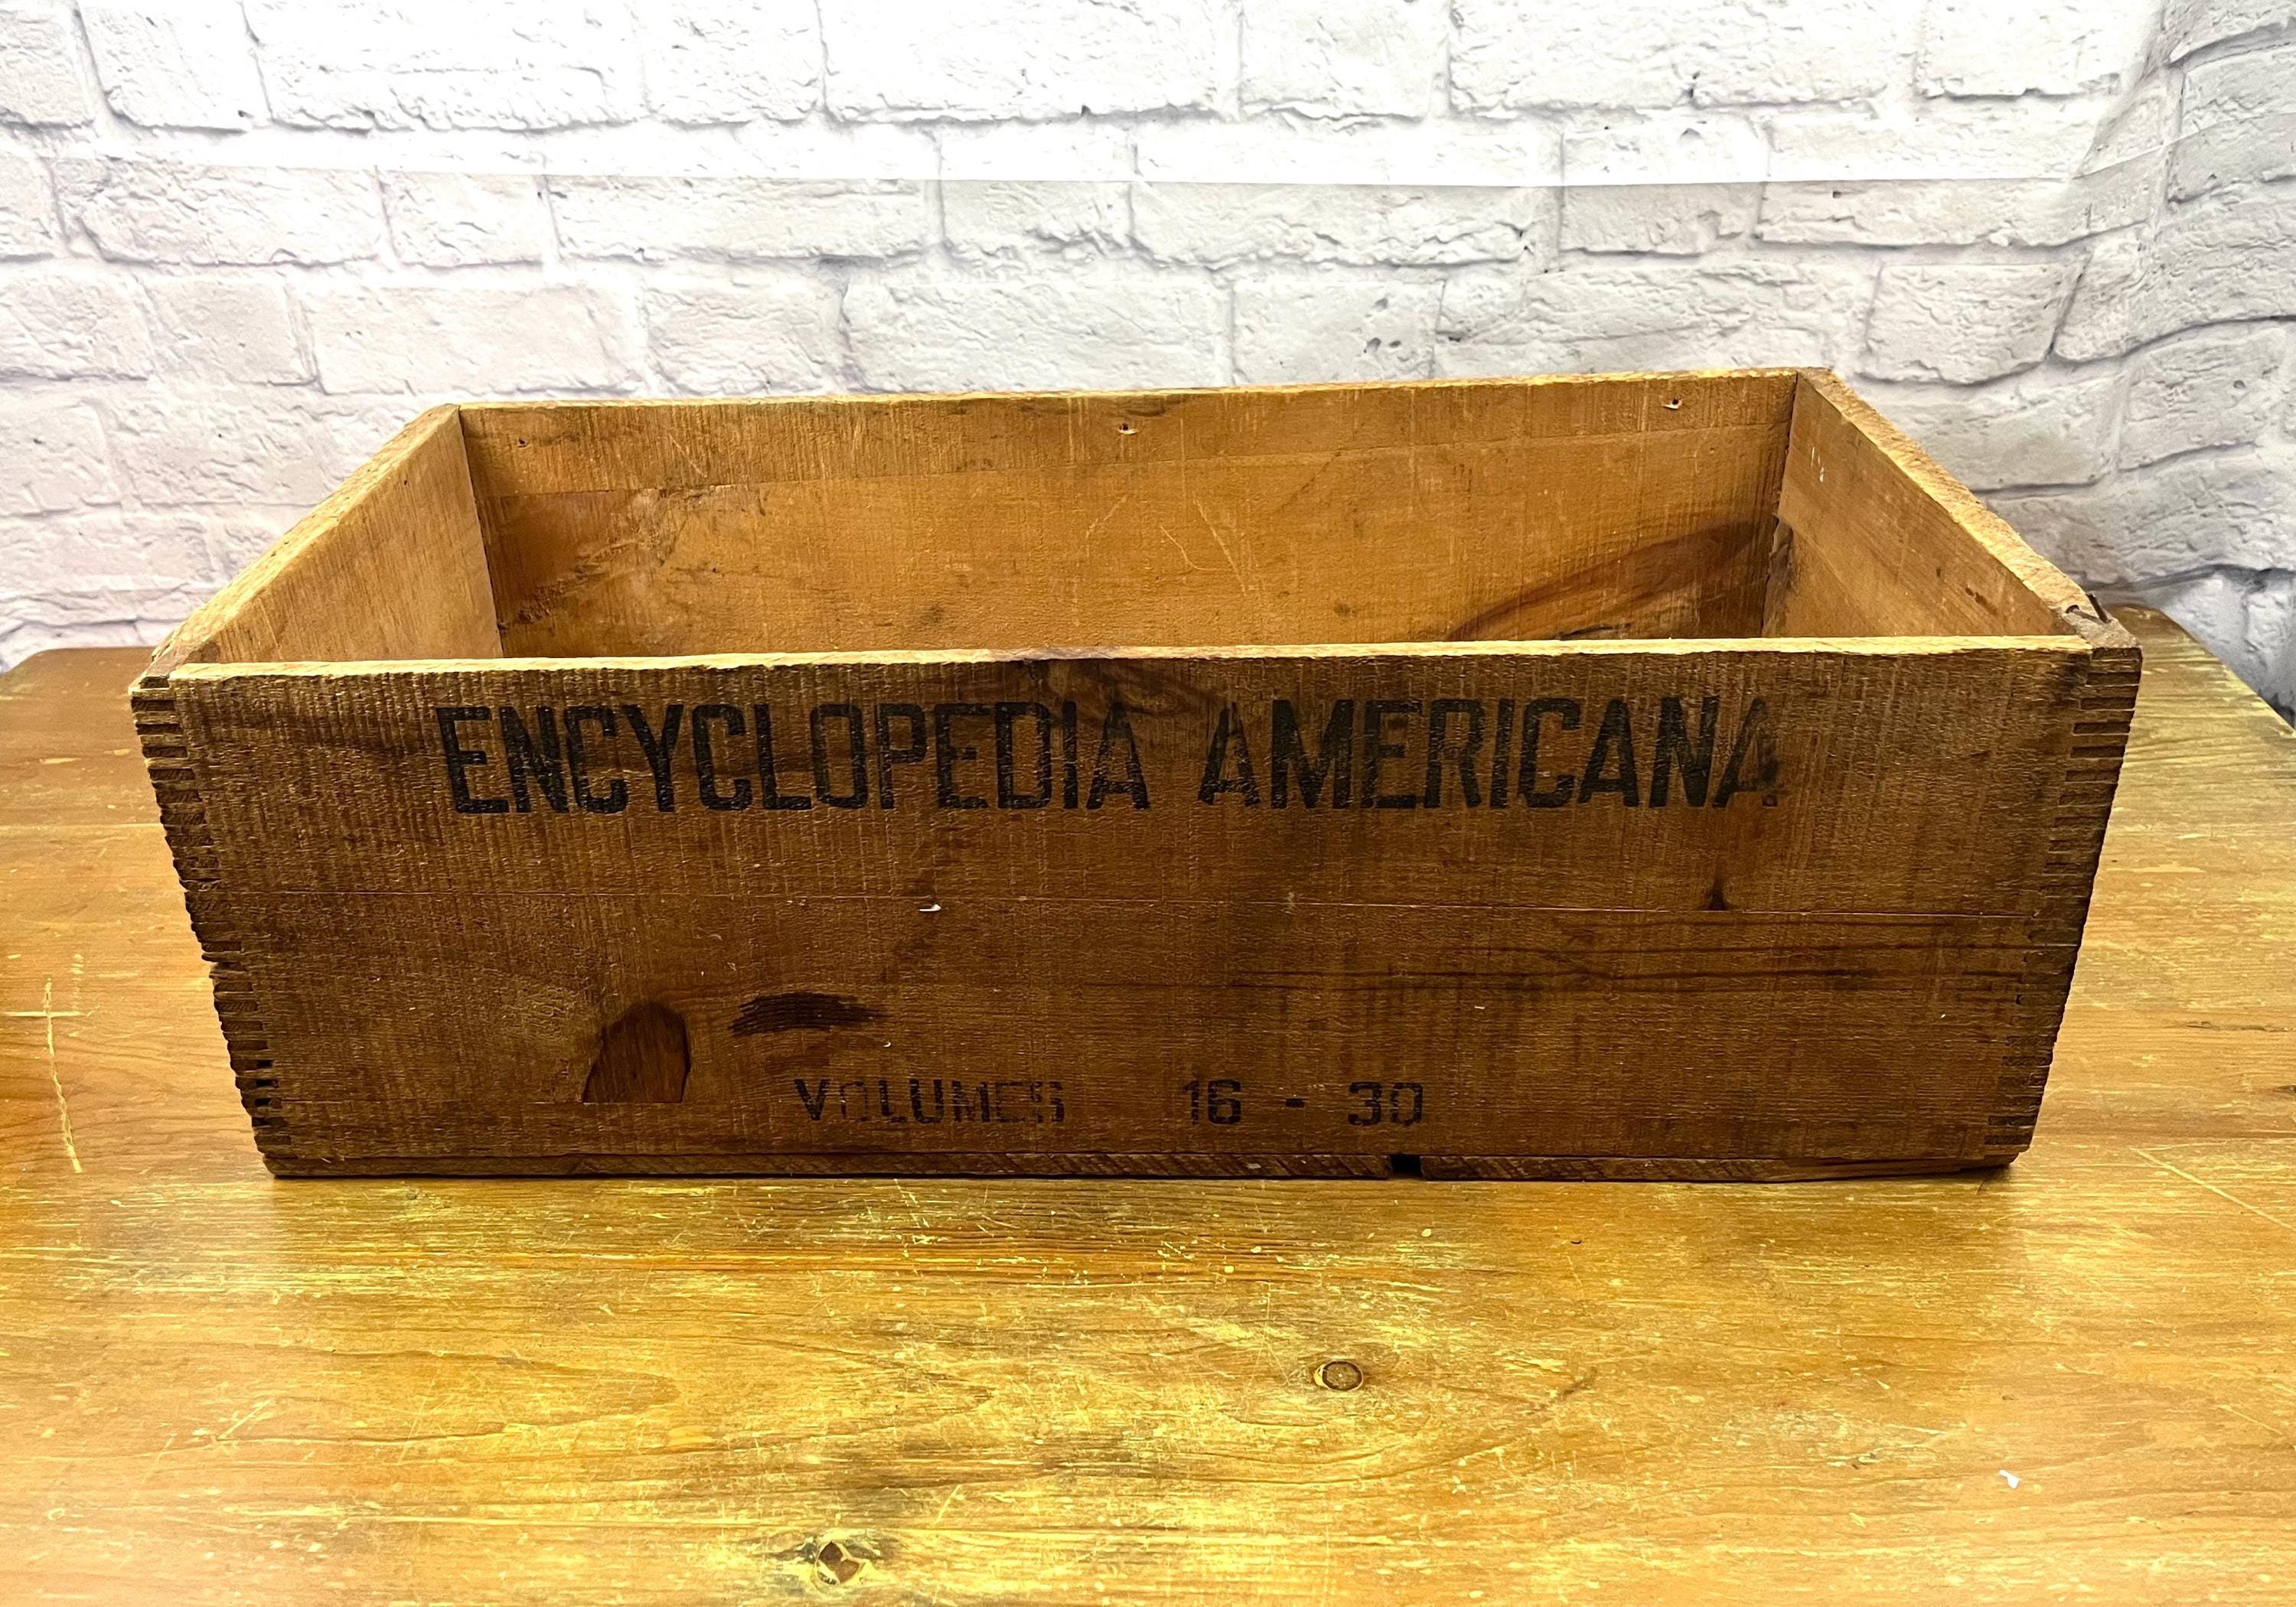 ENCYCLOPEDIA AMERICANA
VOLUMES 16 - 30